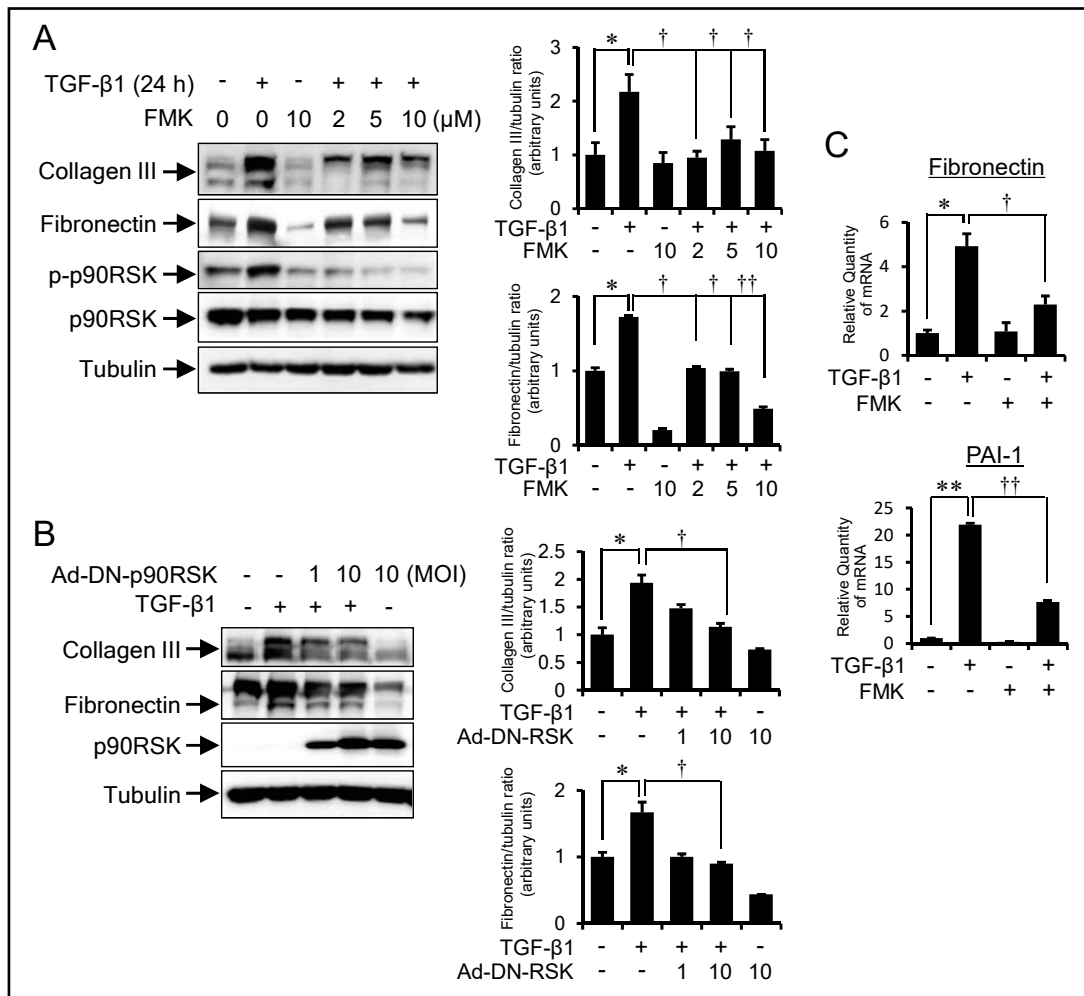 A
TGF-β1 (24 h) - + - + + +
FMK 0 0 10 2 5 10 (μM)
Collagen III
Fibronectin
p-p90RSK
p90RSK
Tubulin
Collagen III/tubulin ratio
(arbitrary units)
3
2
1
0
* † † †
TGF-β1 - + - + + +
FMK - - 10 2 5 10
Fibronectin/tubulin ratio
(arbitrary units)
2
1
0
* † † ††
TGF-β1 - + - + + +
FMK - - 10 2 5 10
B
Ad-DN-p90RSK - - 1 10 10 (MOI)
TGF-β1 - + + + -
Collagen III
Fibronectin
p90RSK
Tubulin
Collagen III/tubulin ratio
(arbitrary units)
2.5
2
1.5
1
0.5
0
* †
TGF-β1 - + + + -
Ad-DN-RSK - - 1 10 10
Fibronectin/tubulin ratio
(arbitrary units)
2
1
0
* †
TGF-β1 - + + + -
Ad-DN-RSK - - 1 10 10
C
Fibronectin
Relative Quantity
of mRNA
6
4
2
0
* †
TGF-β1 - + - +
FMK - - + +
PAI-1
Relative Quantity
of mRNA
25
20
15
10
5
0
** ††
TGF-β1 - + - +
FMK - - + +